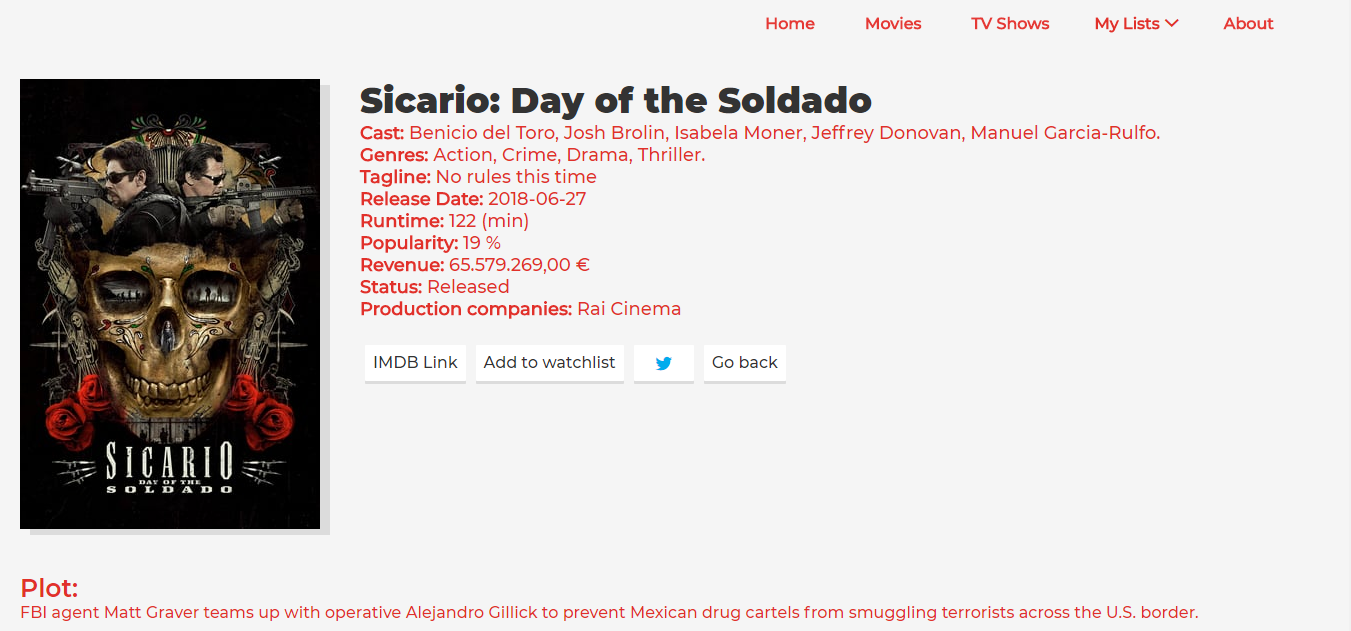 Home Movies TV Shows My Lists About
Sicario: Day of the Soldado
Cast: Benicio del Toro, Josh Brolin, Isabela Moner, Jeffrey Donovan, Manuel Garcia-Rulfo.
Genres: Action, Crime, Drama, Thriller.
Tagline: No rules this time
Release Date: 2018-06-27
Runtime: 122 (min)
Popularity: 19 %
Revenue: 65.579.269,00 €
Status: Released
Production companies: Rai Cinema
IMDB Link Add to watchlist Go back
SICARIO
DAY OF THE
SOLDADO
Plot:
FBI agent Matt Graver teams up with operative Alejandro Gillick to prevent Mexican drug cartels from smuggling terrorists across the U.S. border.